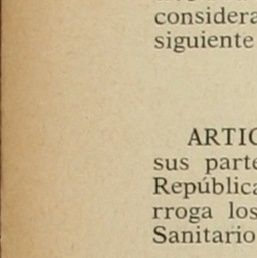 considera
siguiente
ARTIC
sus parte
República
rroga los
Sanitario